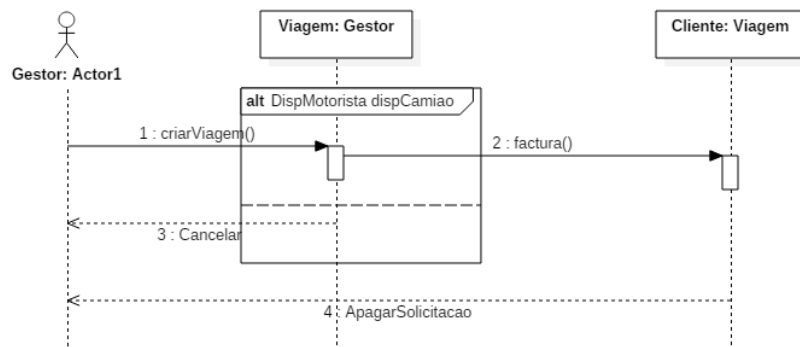 Viagem: Gestor
Cliente: Viagem
Gestor: Actor1
alt DispMotorista dispCamiao
1 : criarViagem()
2 : factura()
3 : Cancelar
4 : ApagarSolicitacao